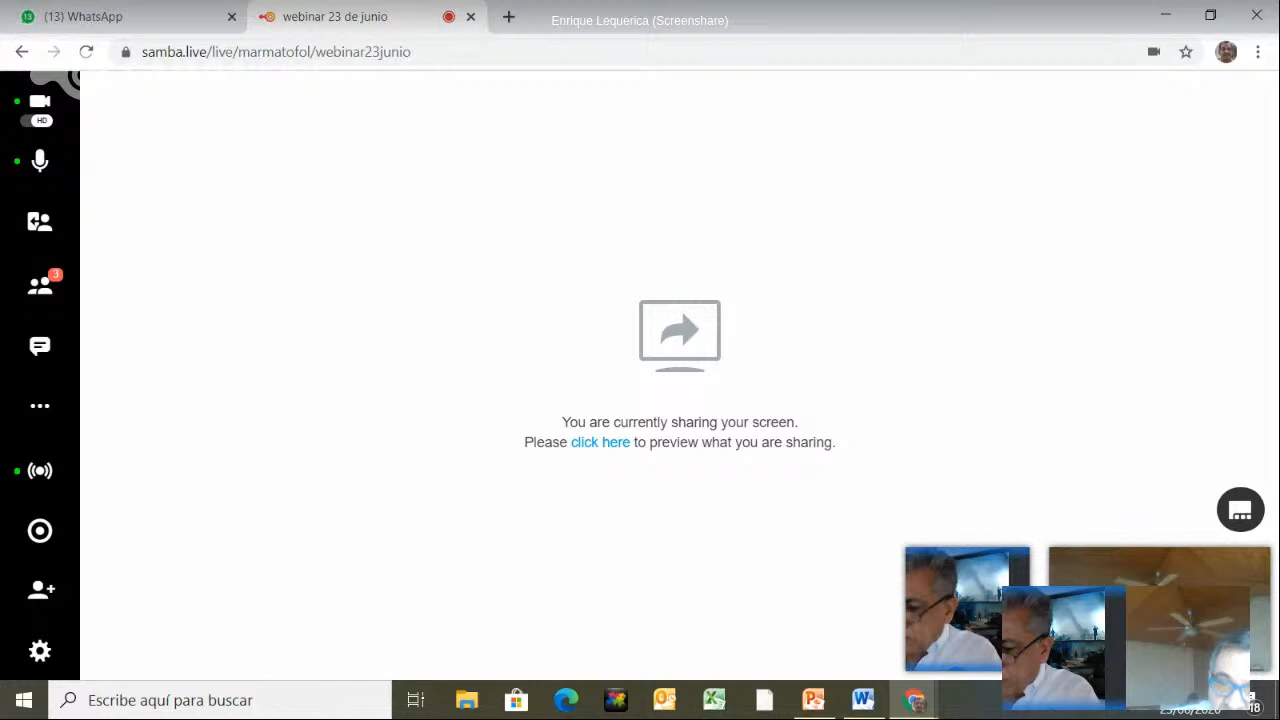 (13) WhatsApp
webinar 23 de junio
Enrique Lequerica (Screenshare)
samba.live/live/marmatofol/webinar23junio
HD
3
You are currently sharing your screen.
Please click here to preview what you are sharing.
Escribe aquí para buscar
18